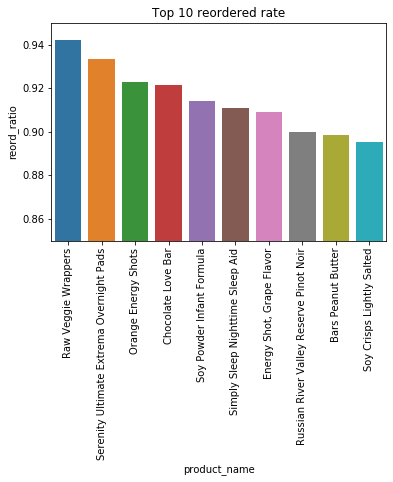 Top 10 reordered rate
reord_ratio
0.94
0.92
0.90
0.88
0.86
Raw Veggie Wrappers
Serenity Ultimate Extrema Overnight Pads
Orange Energy Shots
Chocolate Love Bar
Soy Powder Infant Formula
Simply Sleep Nighttime Sleep Aid
Energy Shot, Grape Flavor
Russian River Valley Reserve Pinot Noir
Bars Peanut Butter
Soy Crisps Lightly Salted
product_name